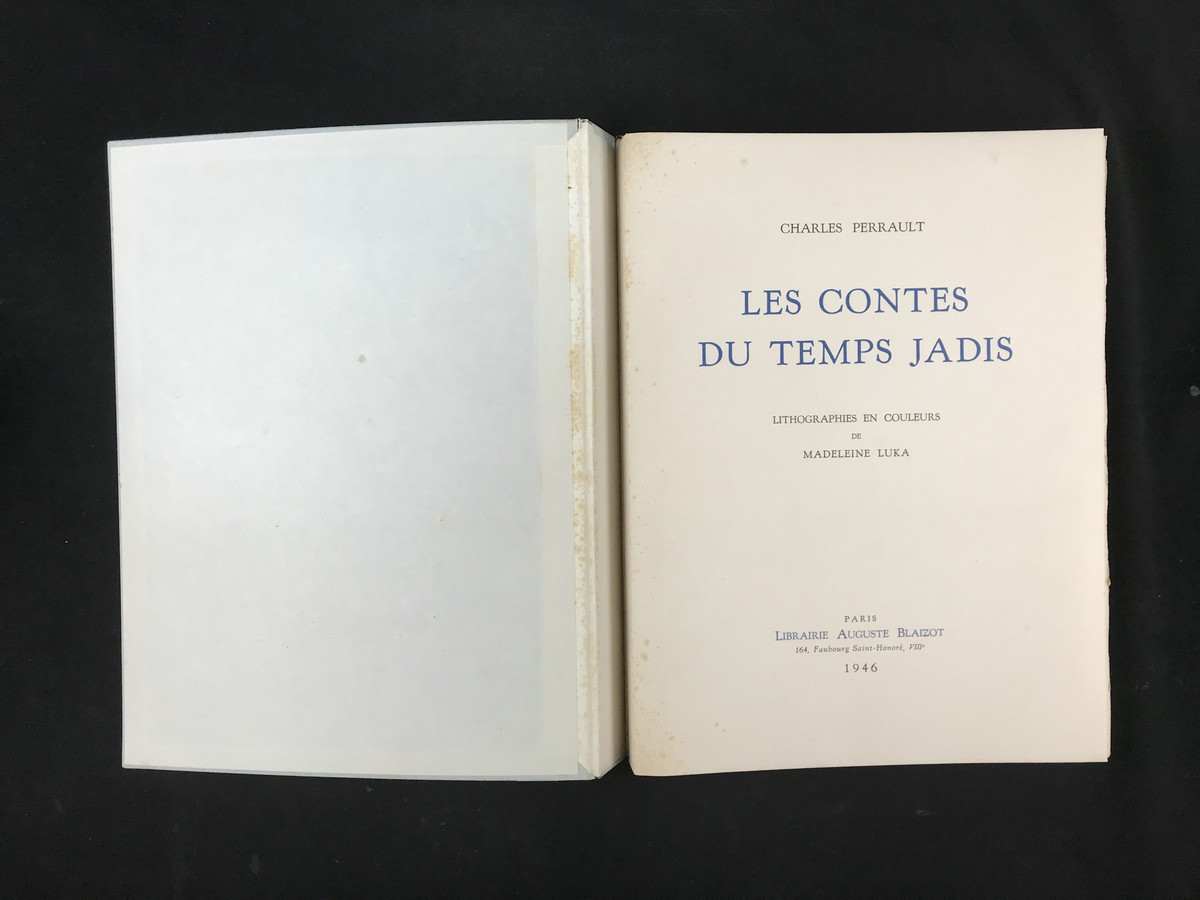 CHARLES PERRAULT
LES CONTES
DU TEMPS JADIS
LITHOGRAPHIES EN COULEURS
DE
MADELEINE LUKA
PARIS
LIBRAIRIE AUGUSTE BLAIZOT
164, Faubourg Saint-Honoré, VIIIe
1946